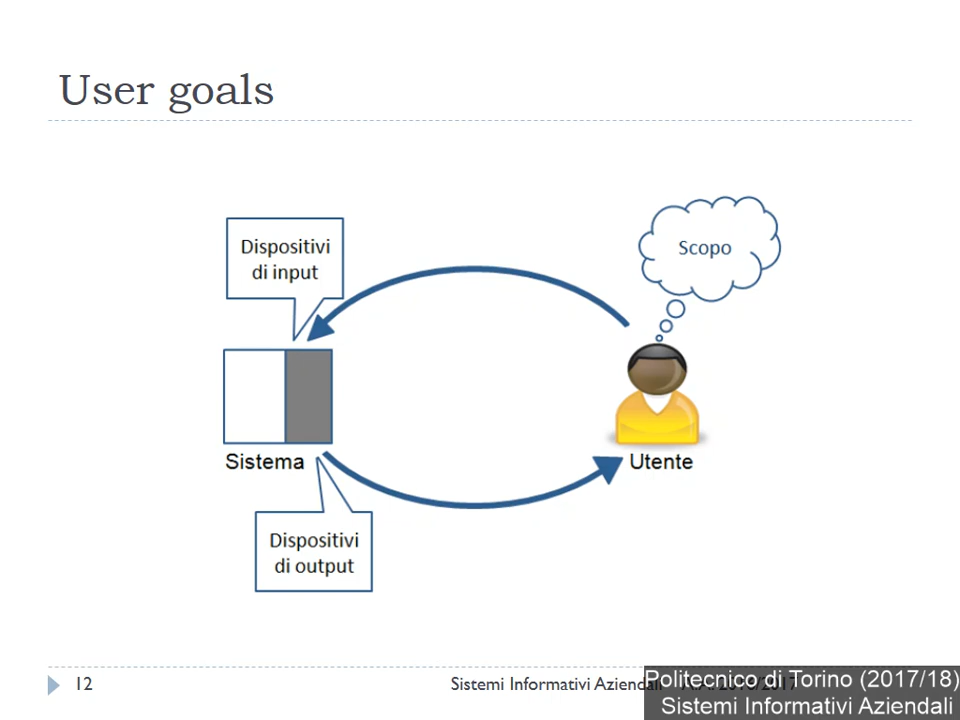 User goals
Dispositivi
di input
Scopo
Sistema
Utente
Dispositivi
di output
12
Sistemi Informativi Aziendali
Politecnico di Torino (2017/18)
Sistemi Informativi Aziendali